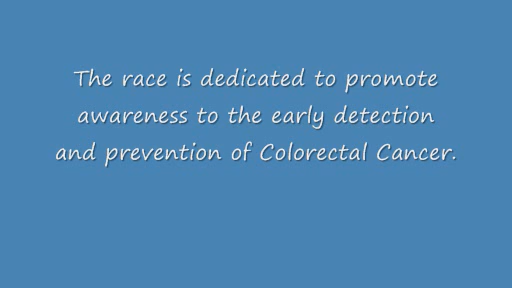 The race is dedicated to promote
awareness to the early detection
and prevention of Colorectal Cancer.